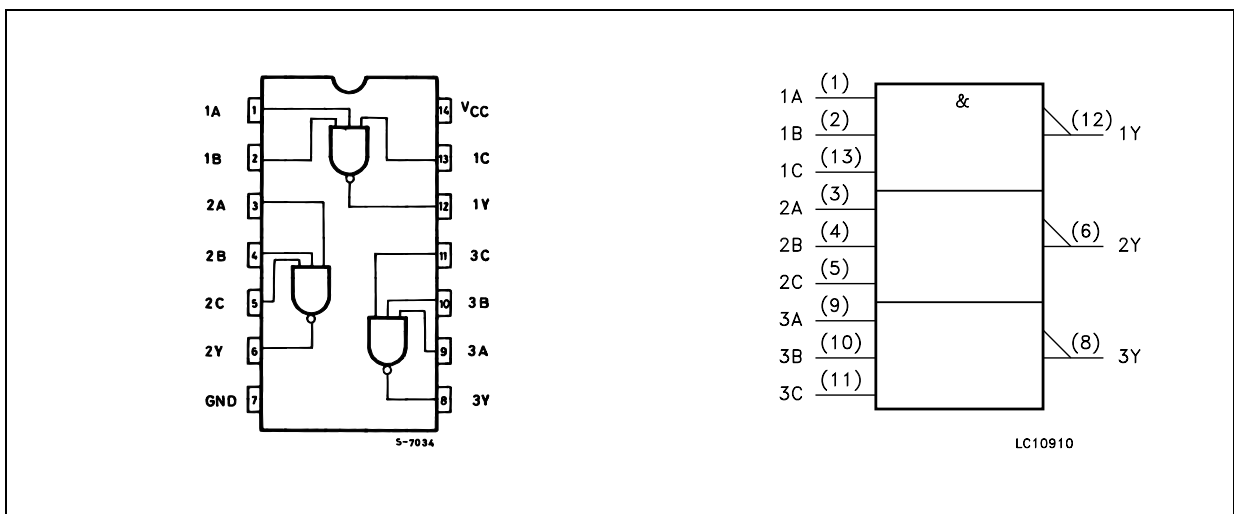 1A 1 14 VCC
1B 2 13 1C
2A 3 12 1Y
2B 4 11 3C
2C 5 10 3B
2Y 6 9 3A
GND 7 8 3Y
S-7034
&
1A (1)
1B (2)
1C (13)
2A (3)
2B (4)
2C (5)
3A (9)
3B (10)
3C (11)
(12) 1Y
(6) 2Y
(8) 3Y
LC10910